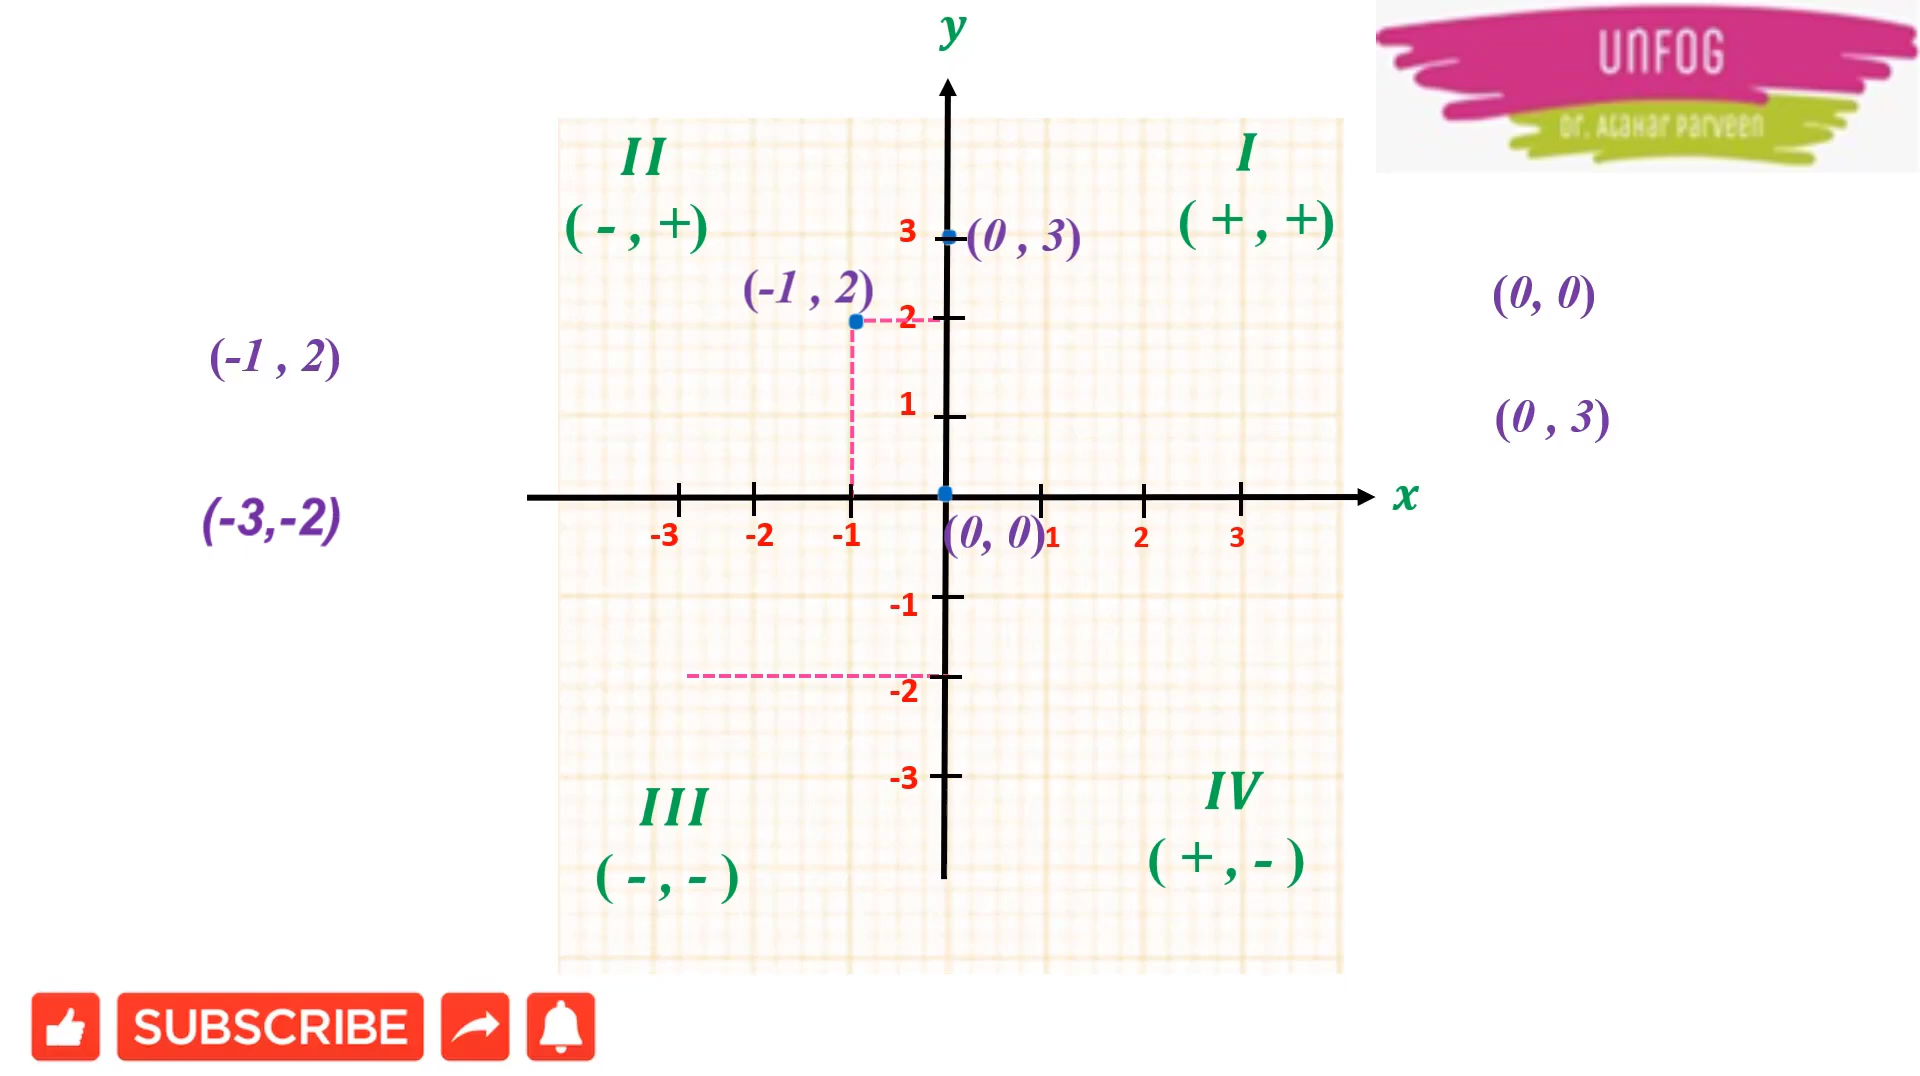 y
UNFOG
Dr. Atahar Parveen
II
I
( - , +)
( + , +)
3
(0 , 3)
(-1 , 2)
(0, 0)
2
(-1 , 2)
1
(0 , 3)
x
(-3,-2)
-3
-2
-1
(0, 0)
1
2
3
-1
-2
-3
III
IV
( - , - )
( + , - )
SUBSCRIBE